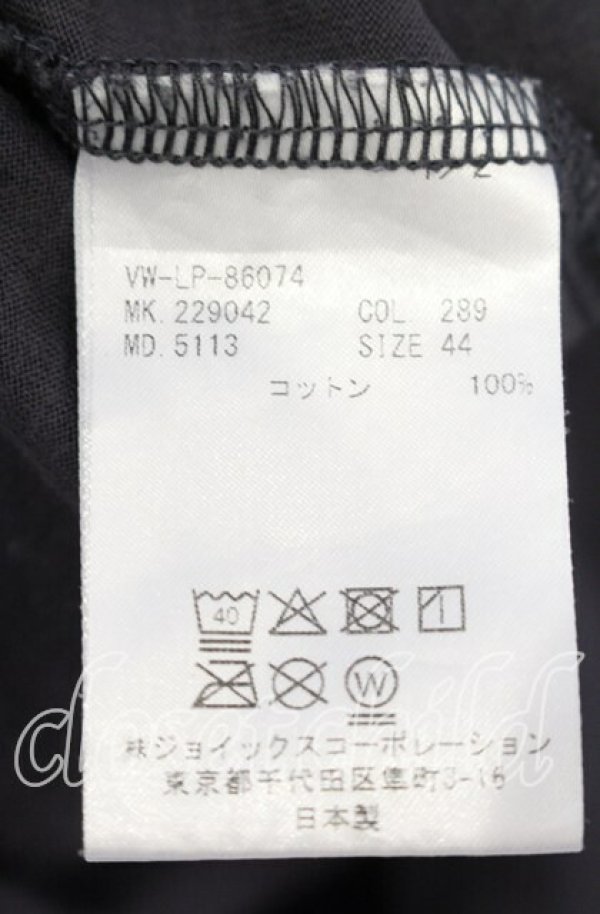 VW-LP-86074
MK. 229042 COL. 289
MD. 5113 SIZE 44
コットン 100%
40
W
㈱ジョイックスコーポレーション
東京都千代田区隼町3-16
日本製
closet child